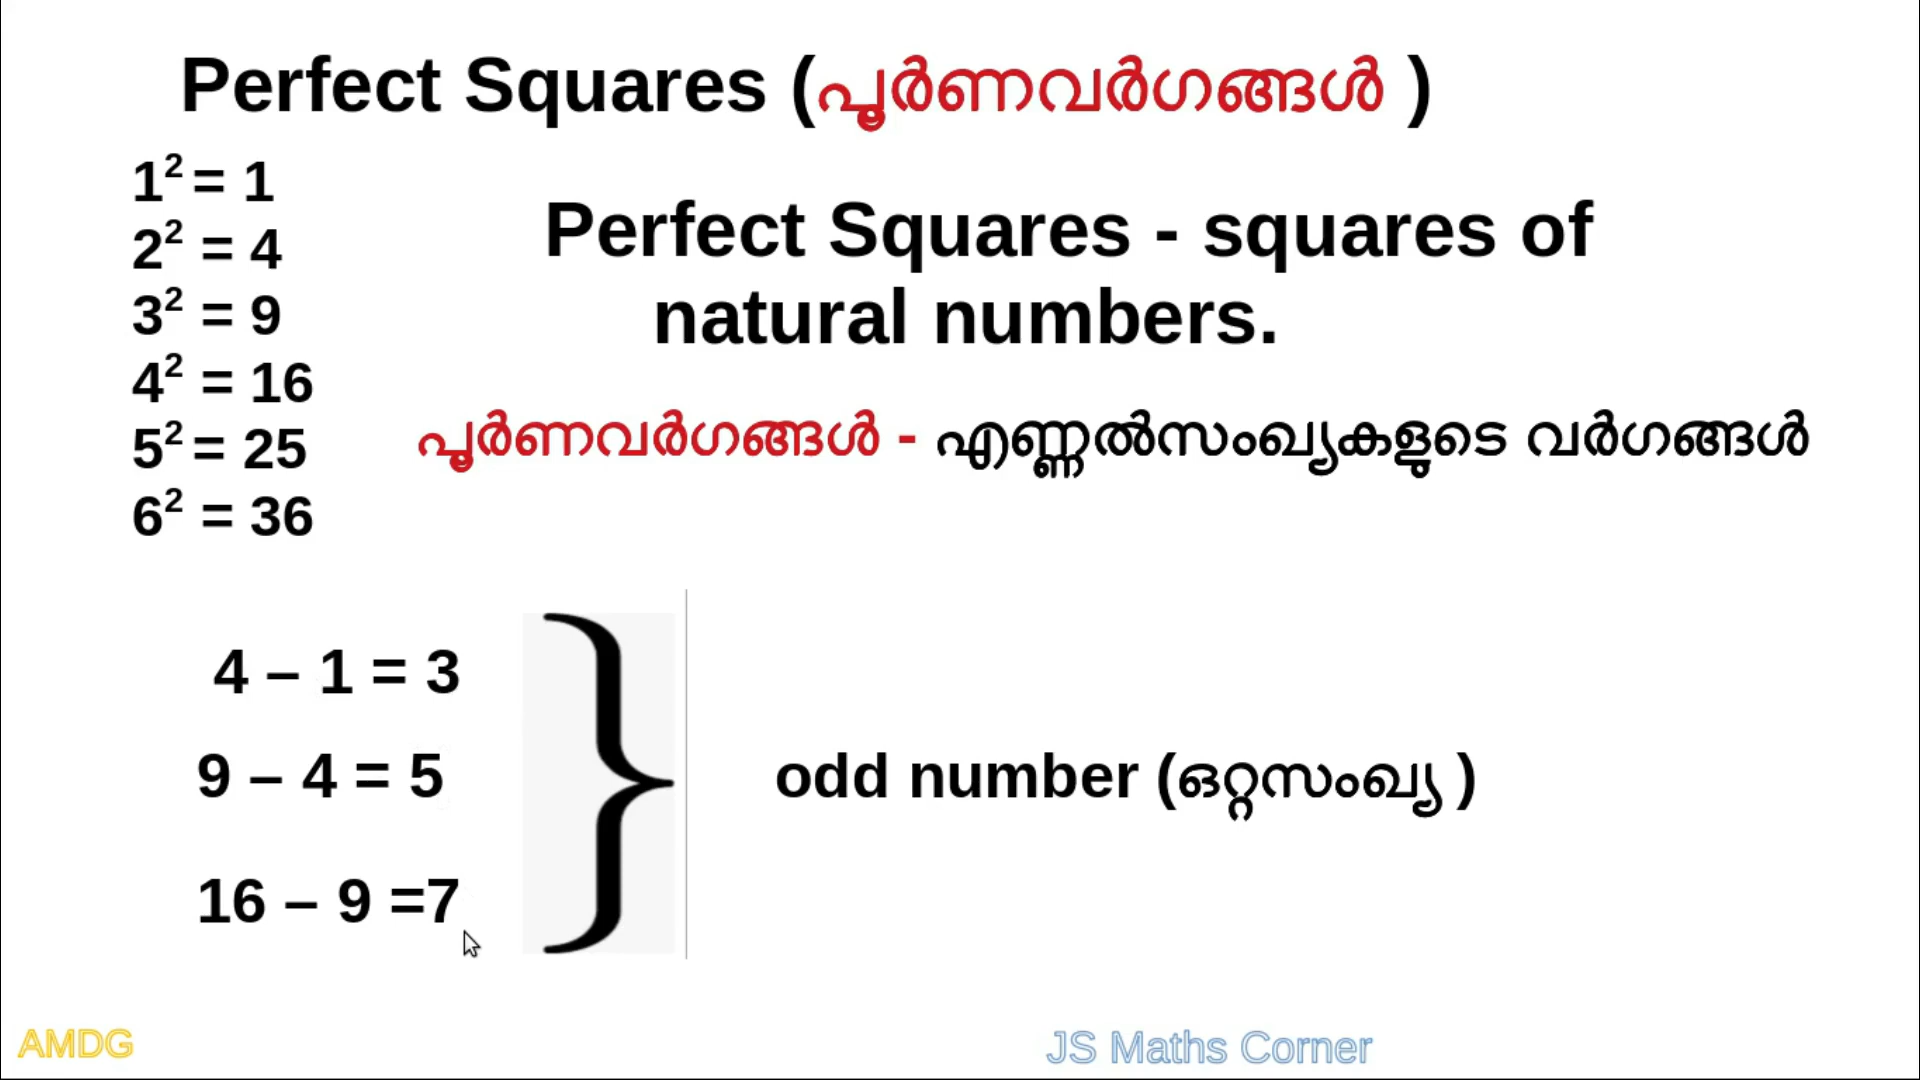 Perfect Squares (പൂർണവർഗങ്ങൾ )
1² = 1
2² = 4
3² = 9
4² = 16
5² = 25
6² = 36
Perfect Squares - squares of
natural numbers.
പൂർണവർഗങ്ങൾ - എണ്ണൽസംഖ്യകളുടെ വർഗങ്ങൾ
4 – 1 = 3
9 – 4 = 5
16 – 9 =7
odd number (ഒറ്റസംഖ്യ )
AMDG
JS Maths Corner